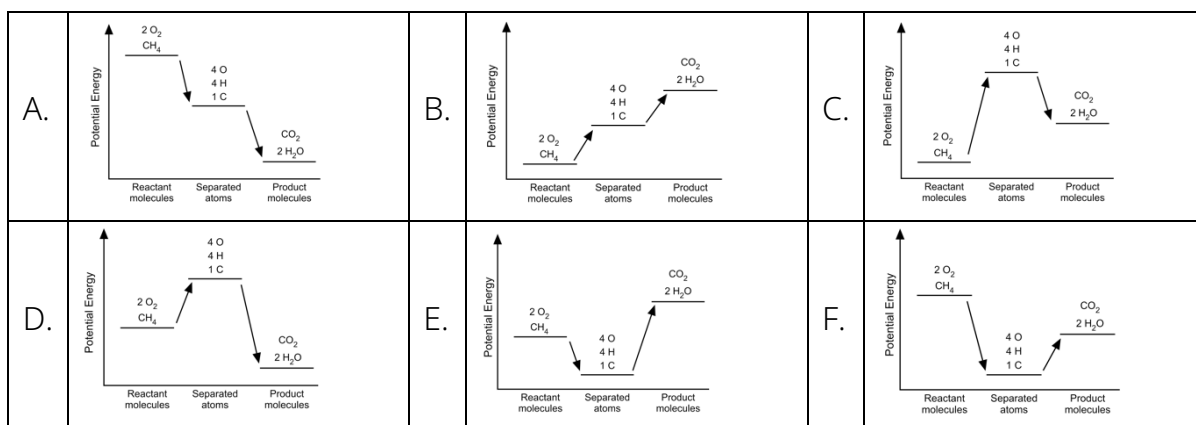 A.
Potential Energy
2 O₂
CH₄
4 O
4 H
1 C
CO₂
2 H₂O
Reactant molecules
Separated atoms
Product molecules
B.
Potential Energy
2 O₂
CH₄
4 O
4 H
1 C
CO₂
2 H₂O
Reactant molecules
Separated atoms
Product molecules
C.
Potential Energy
2 O₂
CH₄
4 O
4 H
1 C
CO₂
2 H₂O
Reactant molecules
Separated atoms
Product molecules
D.
Potential Energy
2 O₂
CH₄
4 O
4 H
1 C
CO₂
2 H₂O
Reactant molecules
Separated atoms
Product molecules
E.
Potential Energy
2 O₂
CH₄
4 O
4 H
1 C
CO₂
2 H₂O
Reactant molecules
Separated atoms
Product molecules
F.
Potential Energy
2 O₂
CH₄
4 O
4 H
1 C
CO₂
2 H₂O
Reactant molecules
Separated atoms
Product molecules